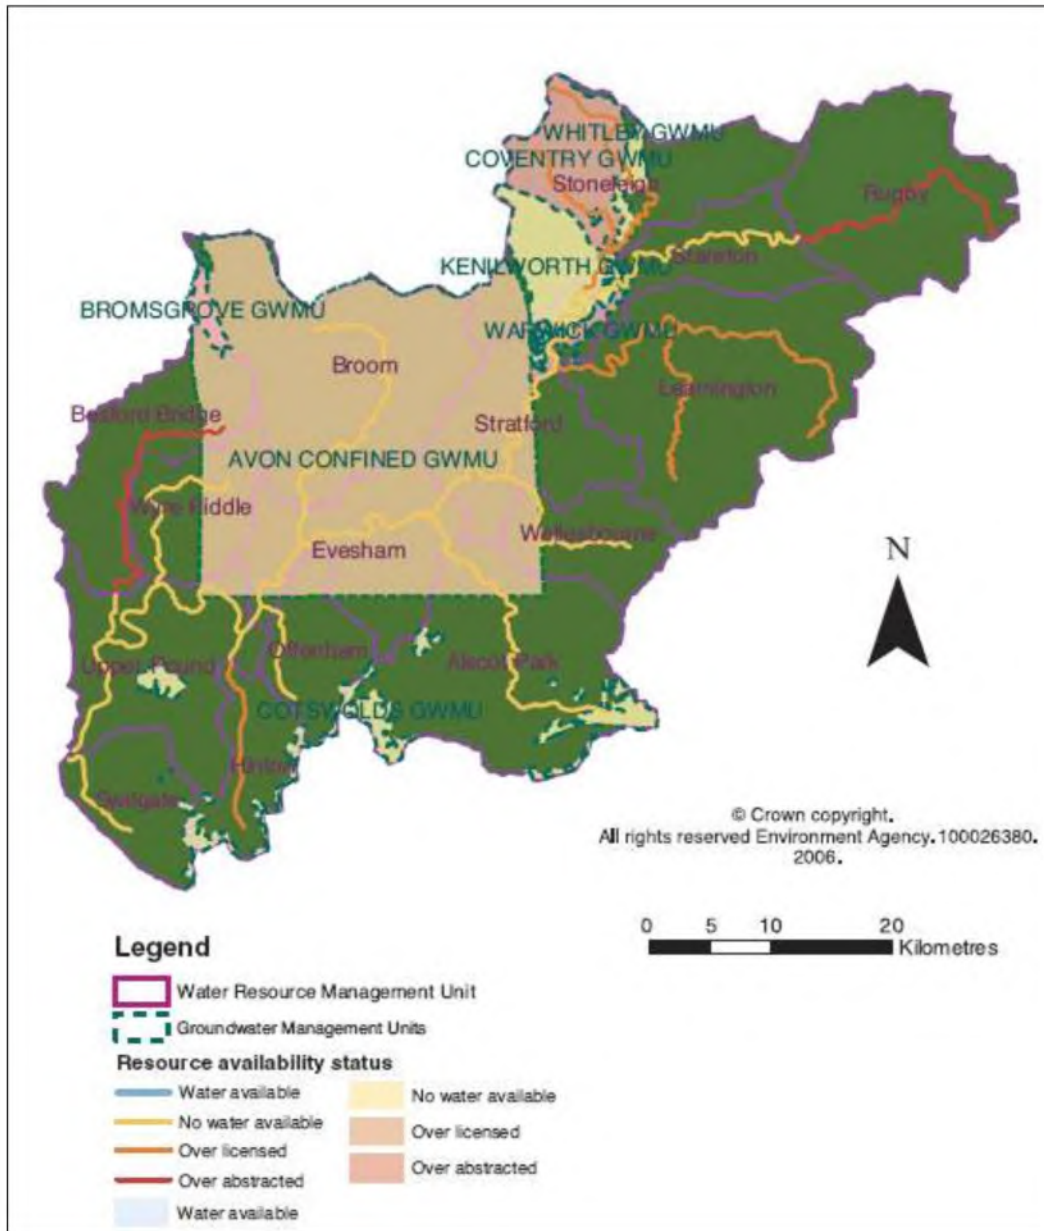 WHITLEY GWMU
COVENTRY GWMU
Stoneleigh
Rugby
KENILWORTH GWMU
Stareton
BROMSGROVE GWMU
WARWICK GWMU
Broom
Leamington
Besford Bridge
Stratford
AVON CONFINED GWMU
Wyre Piddle
Wellesbourne
Evesham
N
Offenham
Alscot Park
Upper Pound
COTSWOLDS GWMU
Hinton
Swilgate
© Crown copyright.
All rights reserved Environment Agency. 100026380.
2006.
0 5 10 20
Kilometres
Legend
Water Resource Management Unit
Groundwater Management Units
Resource availability status
Water available
No water available
Over licensed
Over abstracted
Water available
No water available
Over licensed
Over abstracted